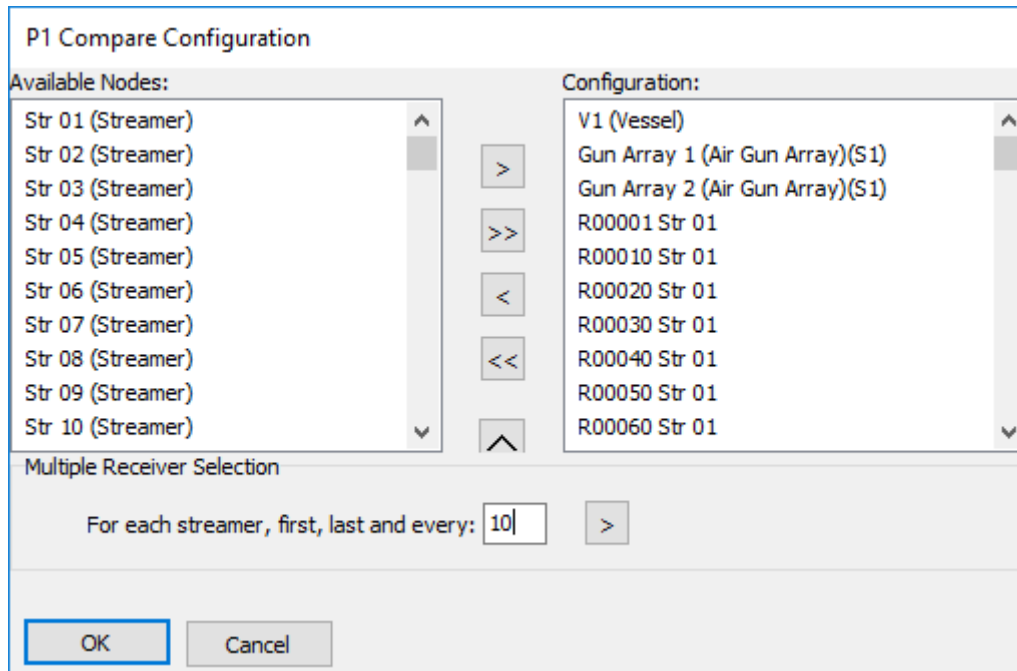 P1 Compare Configuration
Available Nodes:
Str 01 (Streamer)
Str 02 (Streamer)
Str 03 (Streamer)
Str 04 (Streamer)
Str 05 (Streamer)
Str 06 (Streamer)
Str 07 (Streamer)
Str 08 (Streamer)
Str 09 (Streamer)
Str 10 (Streamer)
>
>>
<
<<
Configuration:
V1 (Vessel)
Gun Array 1 (Air Gun Array)(S1)
Gun Array 2 (Air Gun Array)(S1)
R00001 Str 01
R00010 Str 01
R00020 Str 01
R00030 Str 01
R00040 Str 01
R00050 Str 01
R00060 Str 01
Multiple Receiver Selection
For each streamer, first, last and every: 10 >
OK Cancel